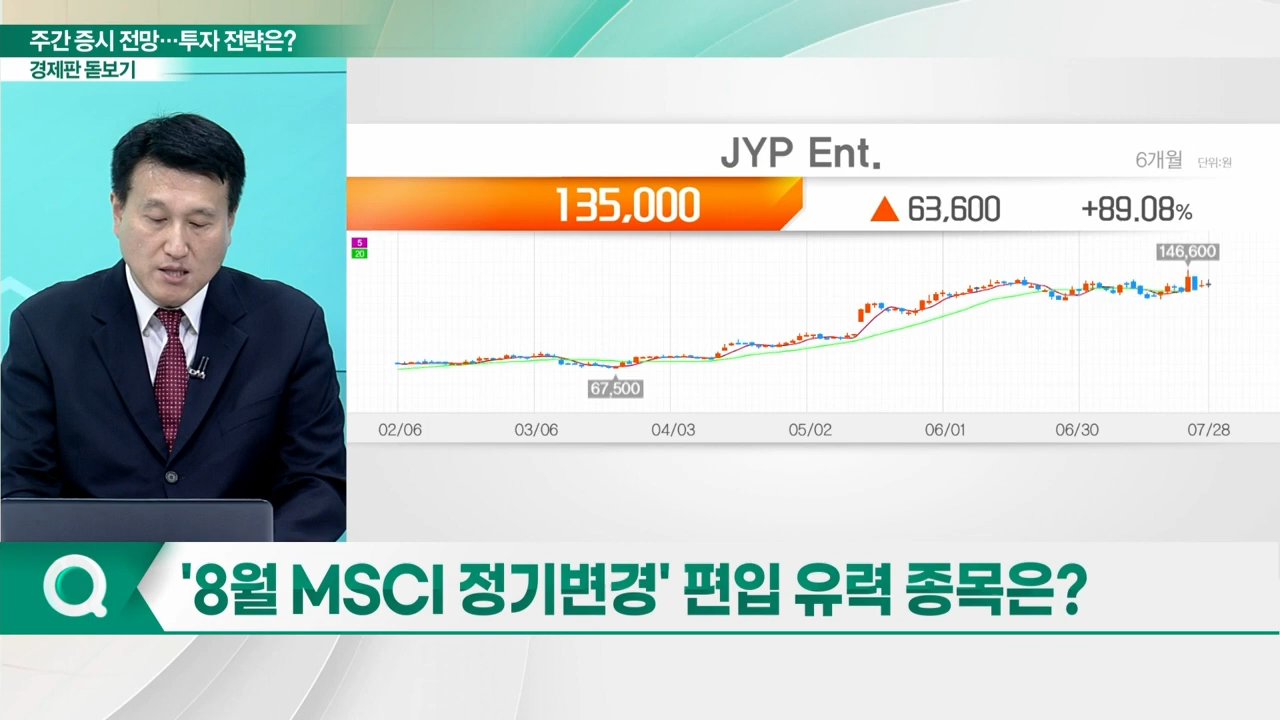 주간 증시 전망…투자 전략은?
경제판 돋보기
JYP Ent.
6개월 단위:원
135,000 ▲ 63,600 +89.08%
5
20
146,600
67,500
02/06 03/06 04/03 05/02 06/01 06/30 07/28
'8월 MSCI 정기변경' 편입 유력 종목은?